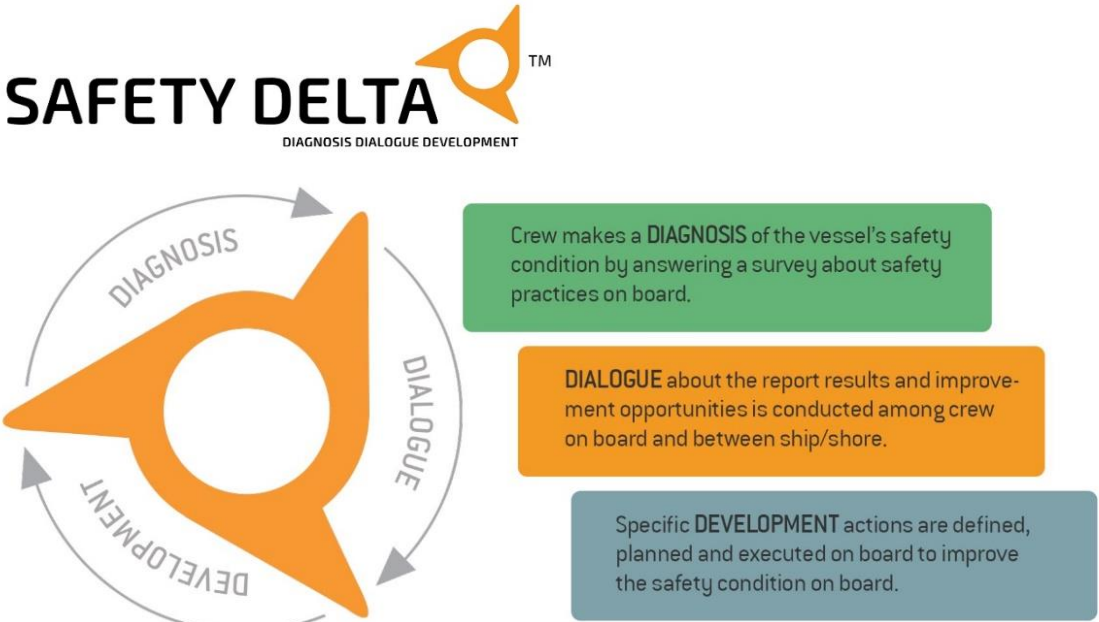 SAFETY DELTA
TM
DIAGNOSIS DIALOGUE DEVELOPMENT
DIAGNOSIS
DIALOGUE
DEVELOPMENT
Crew makes a DIAGNOSIS of the vessel's safety
condition by answering a survey about safety
practices on board.
DIALOGUE about the report results and improve-
ment opportunities is conducted among crew
on board and between ship/shore.
Specific DEVELOPMENT actions are defined,
planned and executed on board to improve
the safety condition on board.